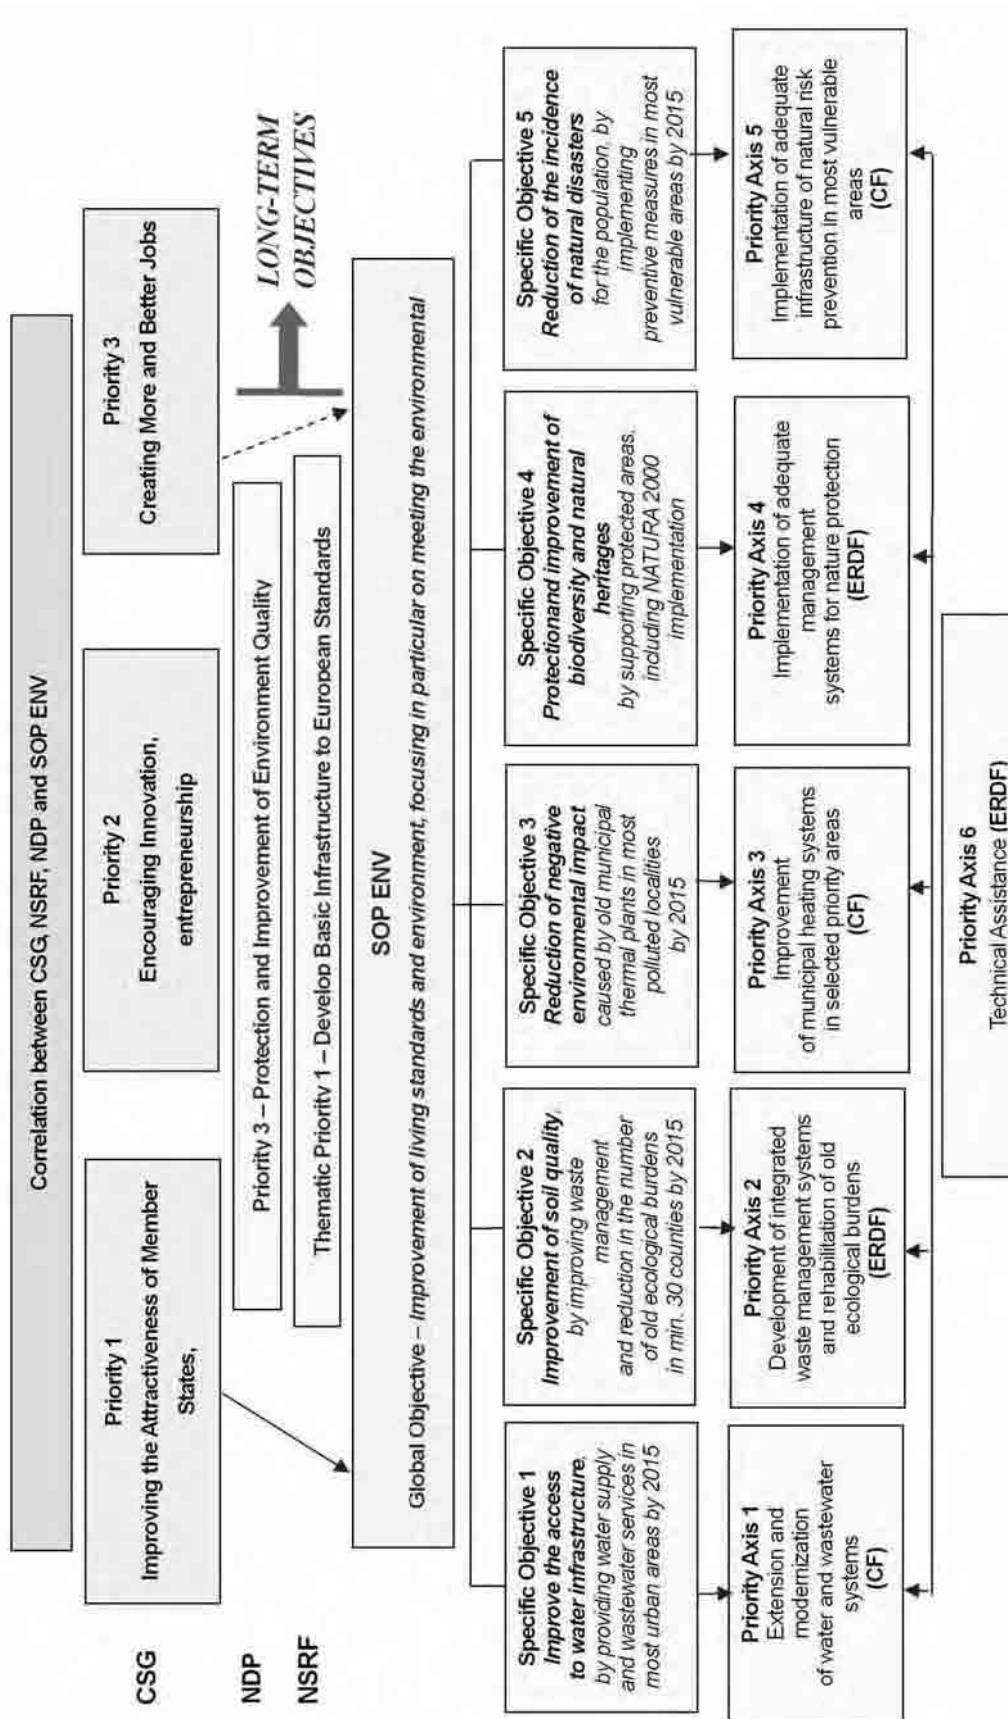 Correlation between CSG, NSRF, NDP and SOP ENV
CSG
Priority 1
Improving the Attractiveness of Member
States,
Priority 2
Encouraging Innovation,
entrepreneurship
Priority 3
Creating More and Better Jobs
NDP
Priority 3 – Protection and Improvement of Environment Quality
NSRF
Thematic Priority 1 – Develop Basic Infrastructure to European Standards
LONG-TERM
OBJECTIVES
SOP ENV
Global Objective – Improvement of living standards and environment, focusing in particular on meeting the environmental
Specific Objective 1
Improve the access
to water infrastructure,
by providing water supply
and wastewater services in
most urban areas by 2015
Specific Objective 2
Improvement of soil quality,
by improving waste
management
and reduction in the number
of old ecological burdens
in min. 30 counties by 2015
Specific Objective 3
Reduction of negative
environmental impact
caused by old municipal
thermal plants in most
polluted localities
by 2015
Specific Objective 4
Protectionand improvement of
biodiversity and natural
heritages
by supporting protected areas,
including NATURA 2000
implementation
Specific Objective 5
Reduction of the incidence
of natural disasters
for the population, by
implementing
preventive measures in most
vulnerable areas by 2015
Priority Axis 1
Extension and
modernization
of water and wastewater
systems
(CF)
Priority Axis 2
Development of integrated
waste management systems
and rehabilitation of old
ecological burdens
(ERDF)
Priority Axis 3
Improvement
of municipal heating systems
in selected priority areas
(CF)
Priority Axis 4
Implementation of adequate
management
systems for nature protection
(ERDF)
Priority Axis 5
Implementation of adequate
infrastructure of natural risk
prevention in most vulnerable
areas
(CF)
Priority Axis 6
Technical Assistance (ERDF)